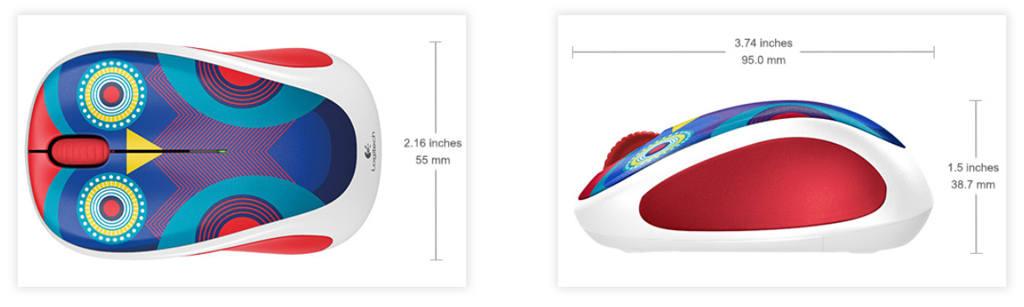 2.16 inches
55 mm
Logitech
3.74 inches
95.0 mm
1.5 inches
38.7 mm